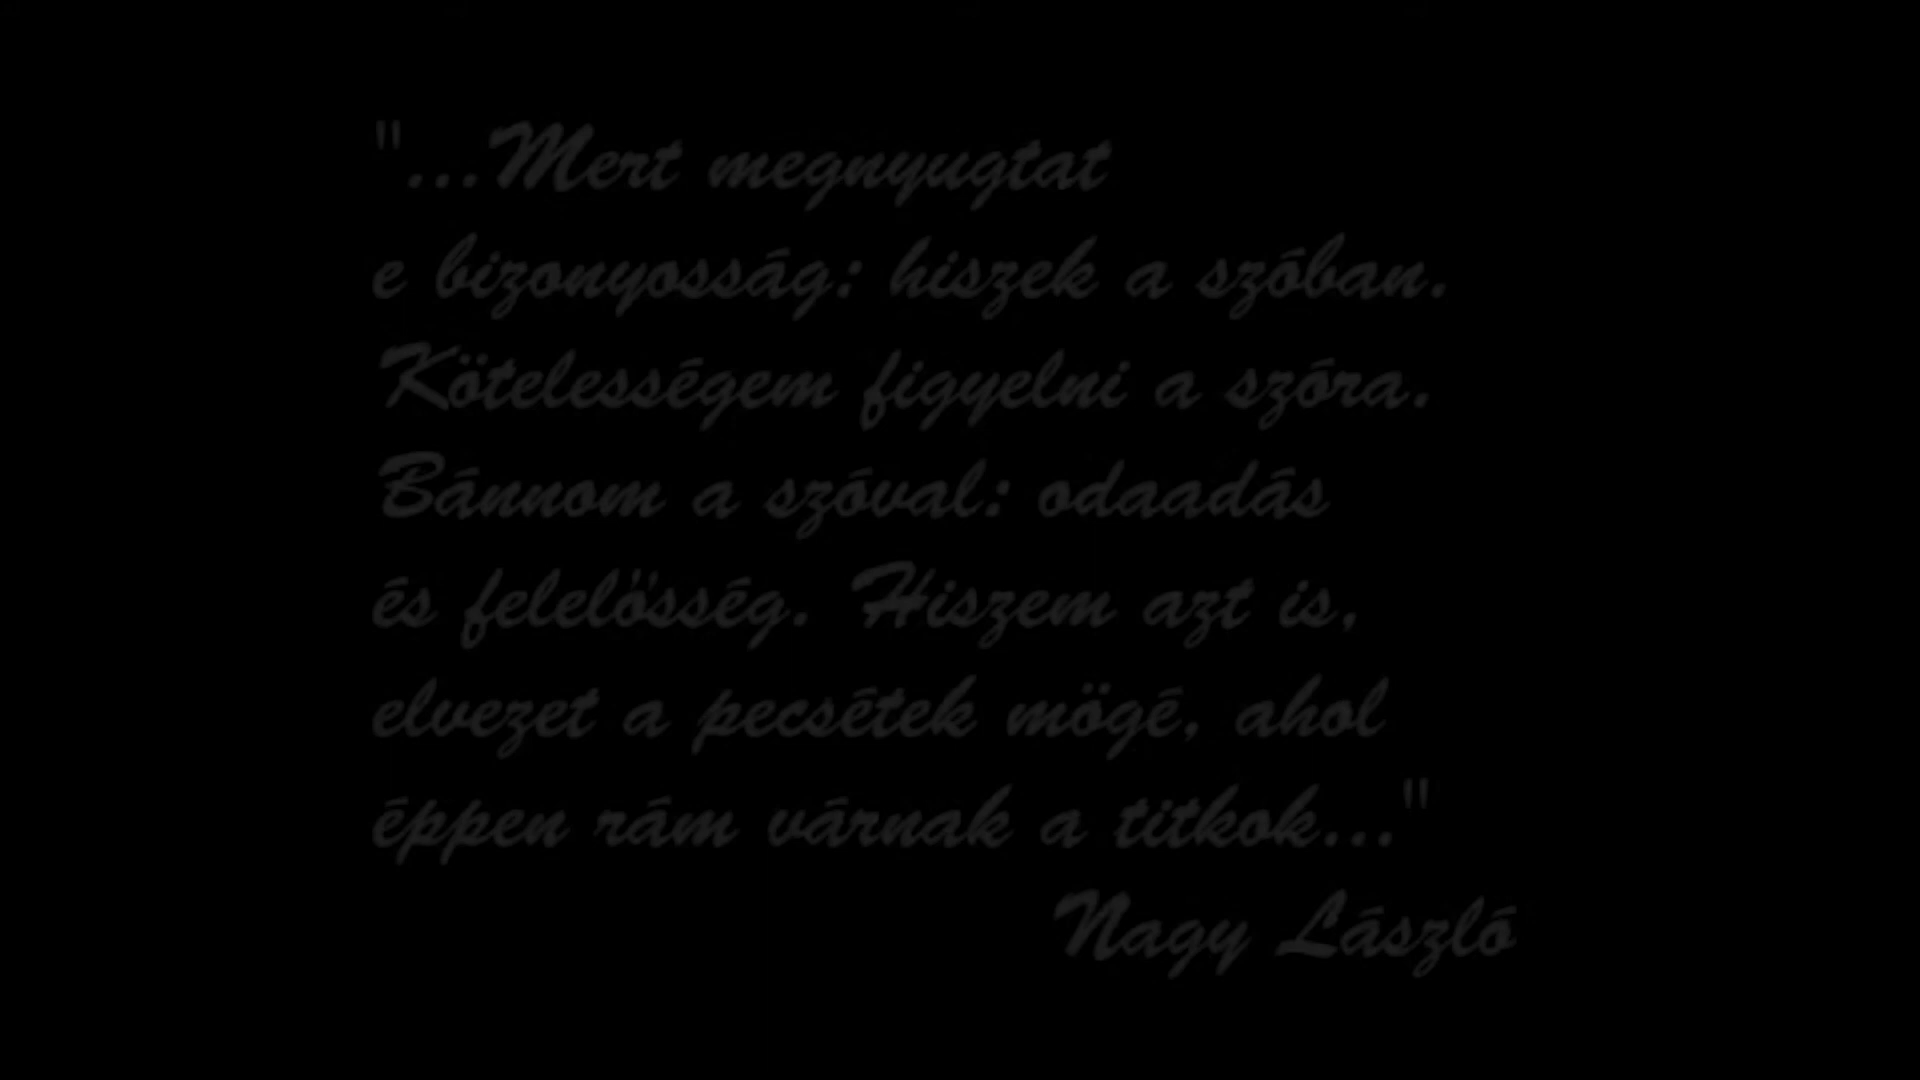 "...Mert megnyugtat
e bizonyosság: hiszek a szóban.
Kötelességem figyelni a szóra.
Bánnom a szóval: odaadás
és felelősség. Hiszem azt is,
elvezet a pecsétek mögé, ahol
éppen rám várnak a titkok..."
Nagy László